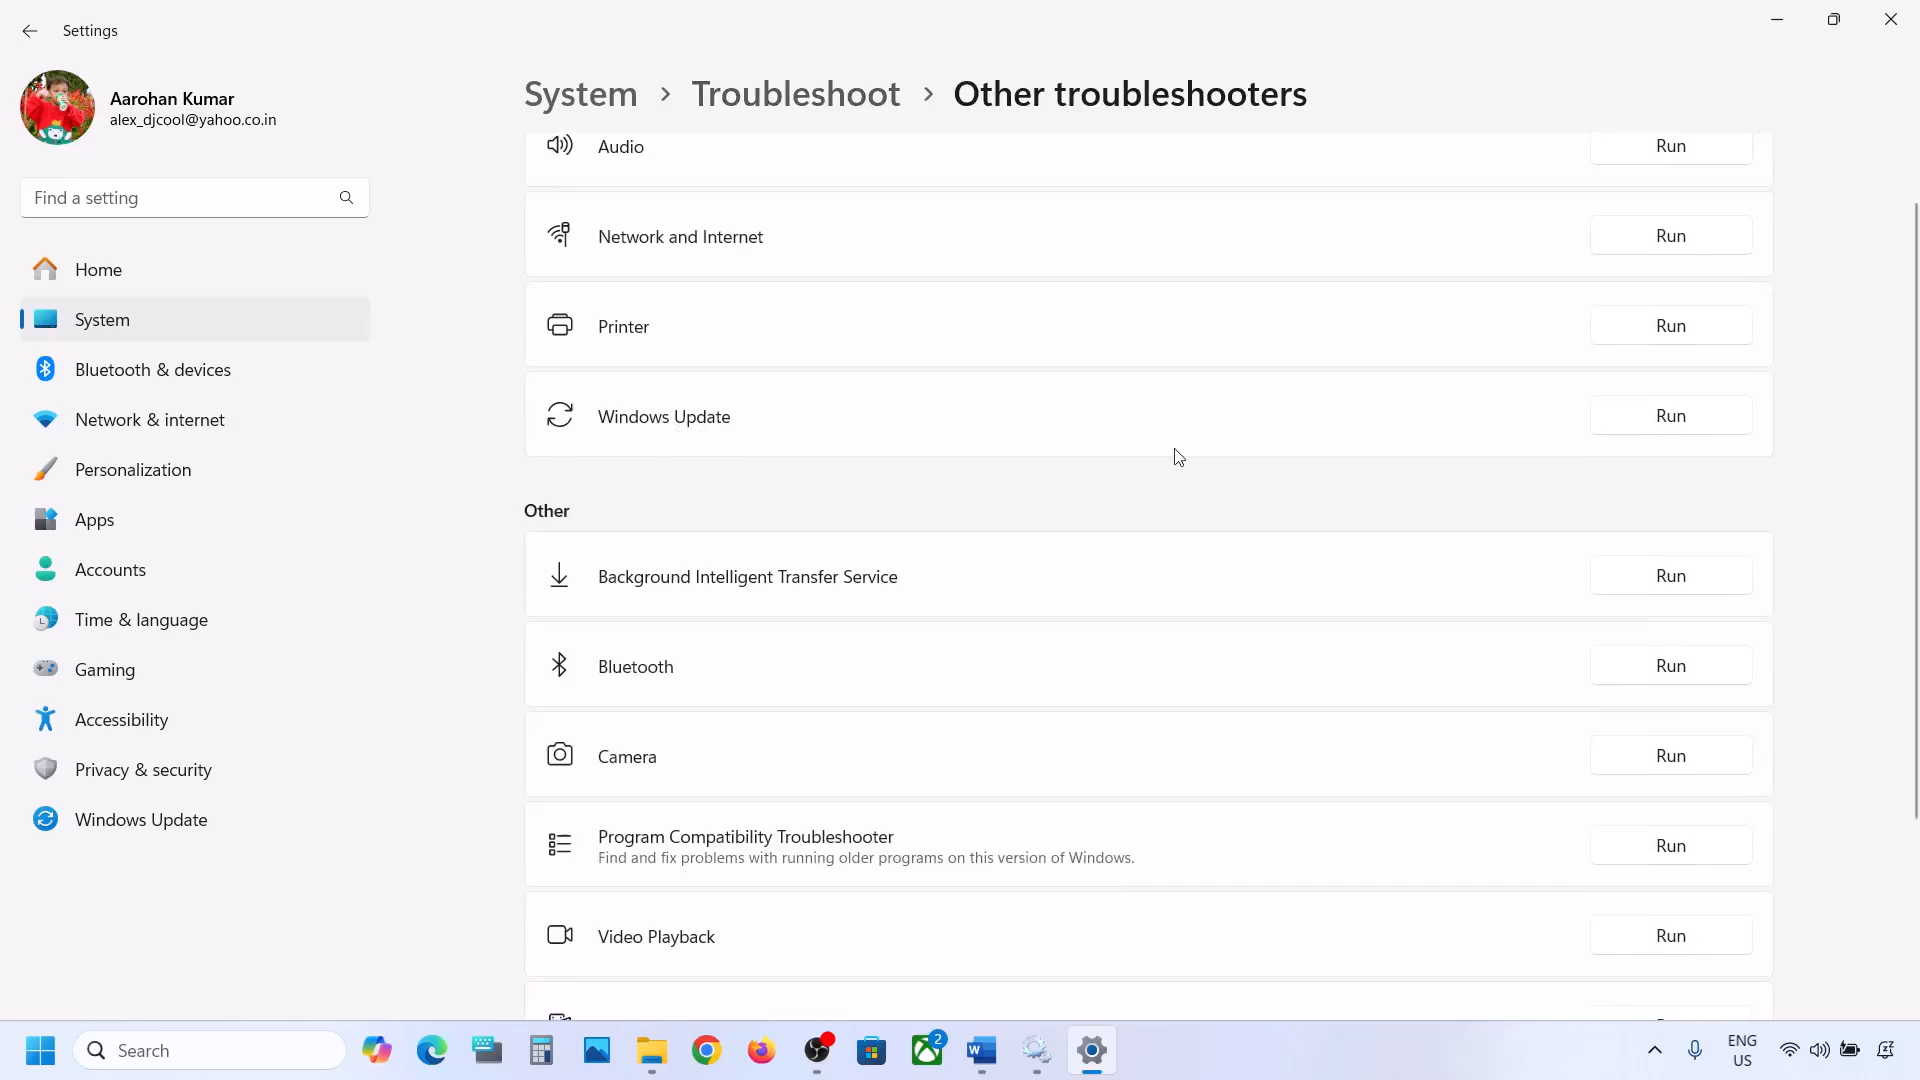 Settings
Aarohan Kumar
alex_djcool@yahoo.co.in
Find a setting
Home
System
Bluetooth & devices
Network & internet
Personalization
Apps
Accounts
Time & language
Gaming
Accessibility
Privacy & security
Windows Update
System > Troubleshoot > Other troubleshooters
Audio Run
Network and Internet Run
Printer Run
Windows Update Run
Other
Background Intelligent Transfer Service Run
Bluetooth Run
Camera Run
Program Compatibility Troubleshooter Run
Find and fix problems with running older programs on this version of Windows.
Video Playback Run
Search
2
ENG
US